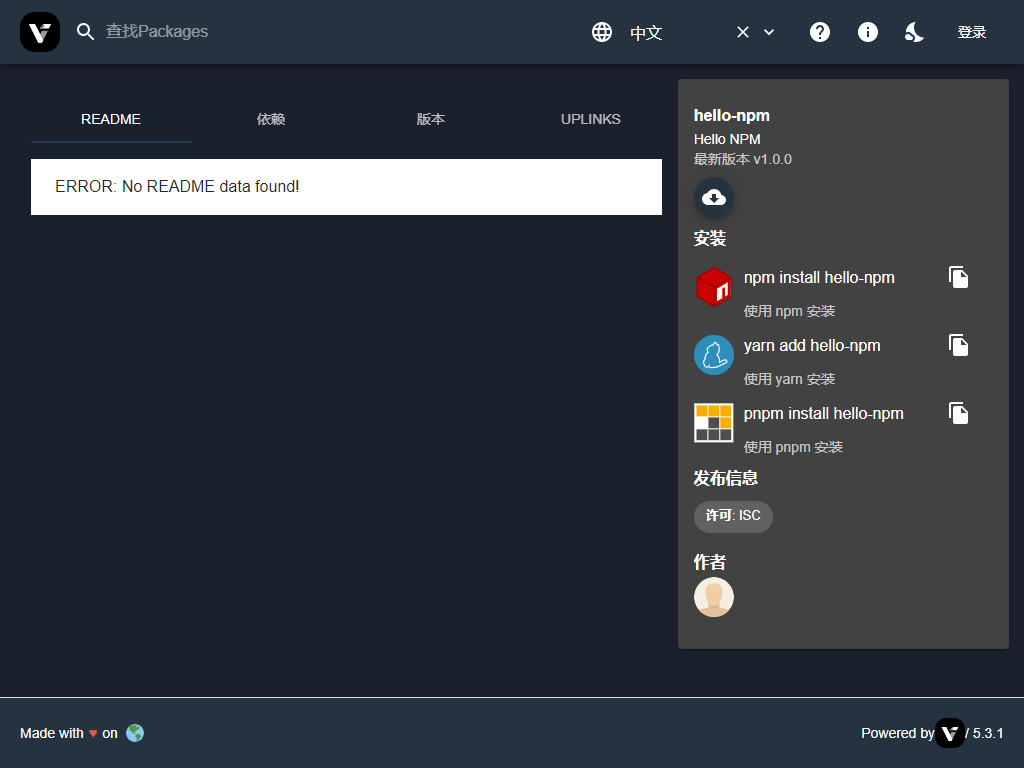 查找Packages
中文
登录
README
依赖
版本
UPLINKS
ERROR: No README data found!
hello-npm
Hello NPM
最新版本 v1.0.0
安装
npm install hello-npm
使用 npm 安装
yarn add hello-npm
使用 yarn 安装
pnpm install hello-npm
使用 pnpm 安装
发布信息
许可: ISC
作者
Made with ♥ on
Powered by / 5.3.1